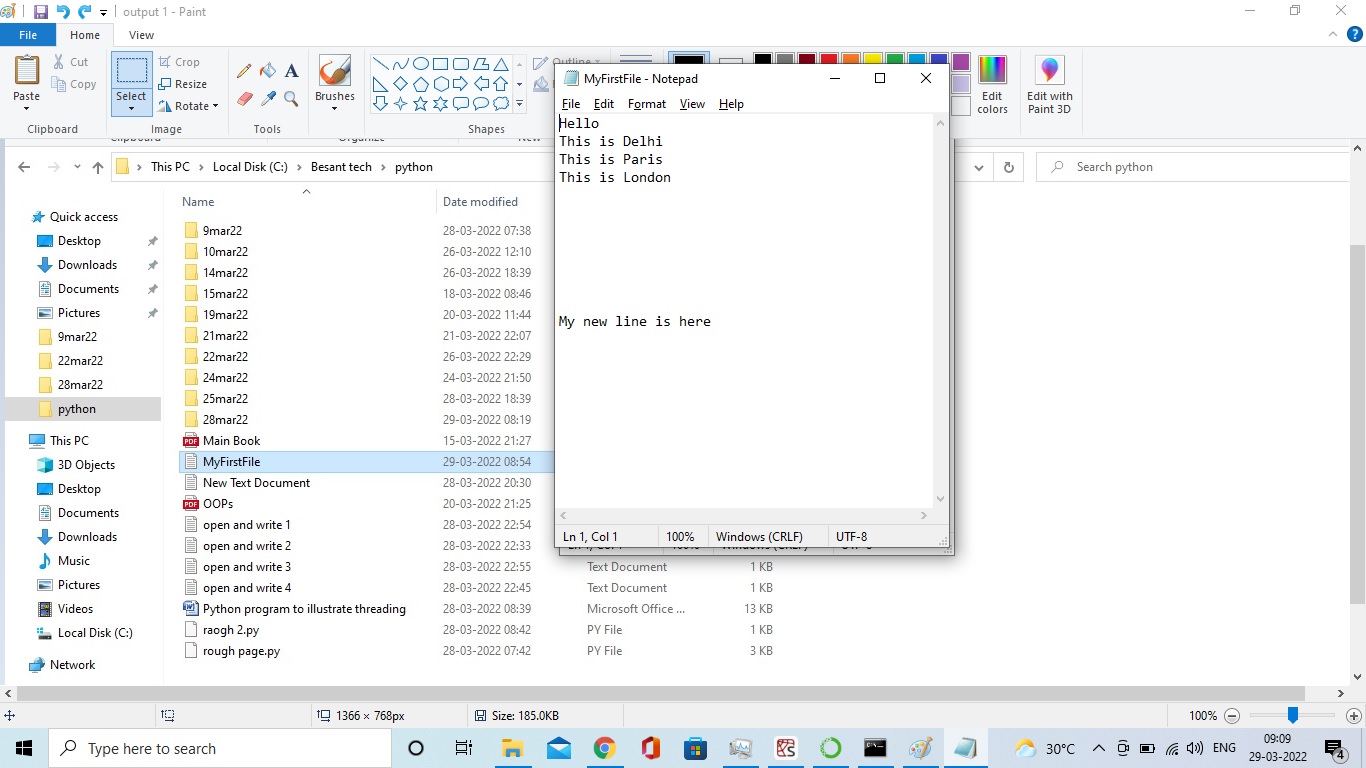 output 1 - Paint
File Home View
Paste
Cut
Copy
Clipboard
Select
Crop
Resize
Rotate
Image
A
Tools
Brushes
Shapes
Outline
Edit
colors
Edit with
Paint 3D
MyFirstFile - Notepad
File Edit Format View Help
Hello
This is Delhi
This is Paris
This is London
My new line is here
Ln 1, Col 1 100% Windows (CRLF) UTF-8
This PC Local Disk (C:) Besant tech python
Search python
Quick access
Desktop
Downloads
Documents
Pictures
9mar22
22mar22
28mar22
python
This PC
3D Objects
Desktop
Documents
Downloads
Music
Pictures
Videos
Local Disk (C:)
Network
Name Date modified
9mar22 28-03-2022 07:38
10mar22 26-03-2022 12:10
14mar22 26-03-2022 18:39
15mar22 18-03-2022 08:46
19mar22 20-03-2022 11:44
21mar22 21-03-2022 22:07
22mar22 26-03-2022 22:29
24mar22 24-03-2022 21:50
25mar22 28-03-2022 18:39
28mar22 29-03-2022 08:19
PDF Main Book 15-03-2022 21:27
MyFirstFile 29-03-2022 08:54
New Text Document 28-03-2022 20:30
PDF OOPs 20-03-2022 21:25
open and write 1 28-03-2022 22:54
open and write 2 28-03-2022 22:33
open and write 3 28-03-2022 22:55 Text Document 1 KB
open and write 4 28-03-2022 22:45 Text Document 1 KB
Python program to illustrate threading 28-03-2022 08:39 Microsoft Office ... 13 KB
raogh 2.py 28-03-2022 08:42 PY File 1 KB
rough page.py 28-03-2022 07:42 PY File 3 KB
1366 × 768px Size: 185.0KB 100%
Type here to search
30°C ENG
09:09
29-03-2022
4